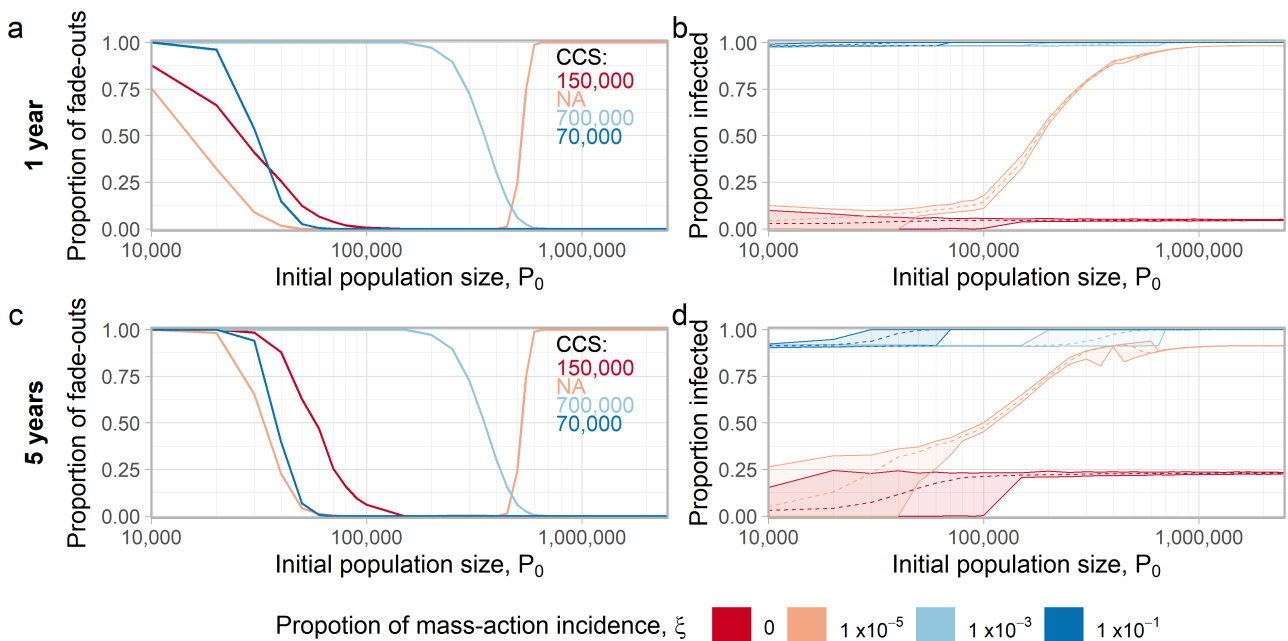 a
b
1 year
Proportion of fade-outs
1.00
0.75
0.50
0.25
0.00
CCS:
150,000
NA
700,000
70,000
10,000
100,000
1,000,000
Initial population size, P₀
Proportion infected
1.00
0.75
0.50
0.25
0.00
10,000
100,000
1,000,000
Initial population size, P₀
c
d
5 years
Proportion of fade-outs
1.00
0.75
0.50
0.25
0.00
CCS:
150,000
NA
700,000
70,000
10,000
100,000
1,000,000
Initial population size, P₀
Proportion infected
1.00
0.75
0.50
0.25
0.00
10,000
100,000
1,000,000
Initial population size, P₀
Propotion of mass-action incidence, ξ 0 1 x10⁻⁵ 1 x10⁻³ 1 x10⁻¹